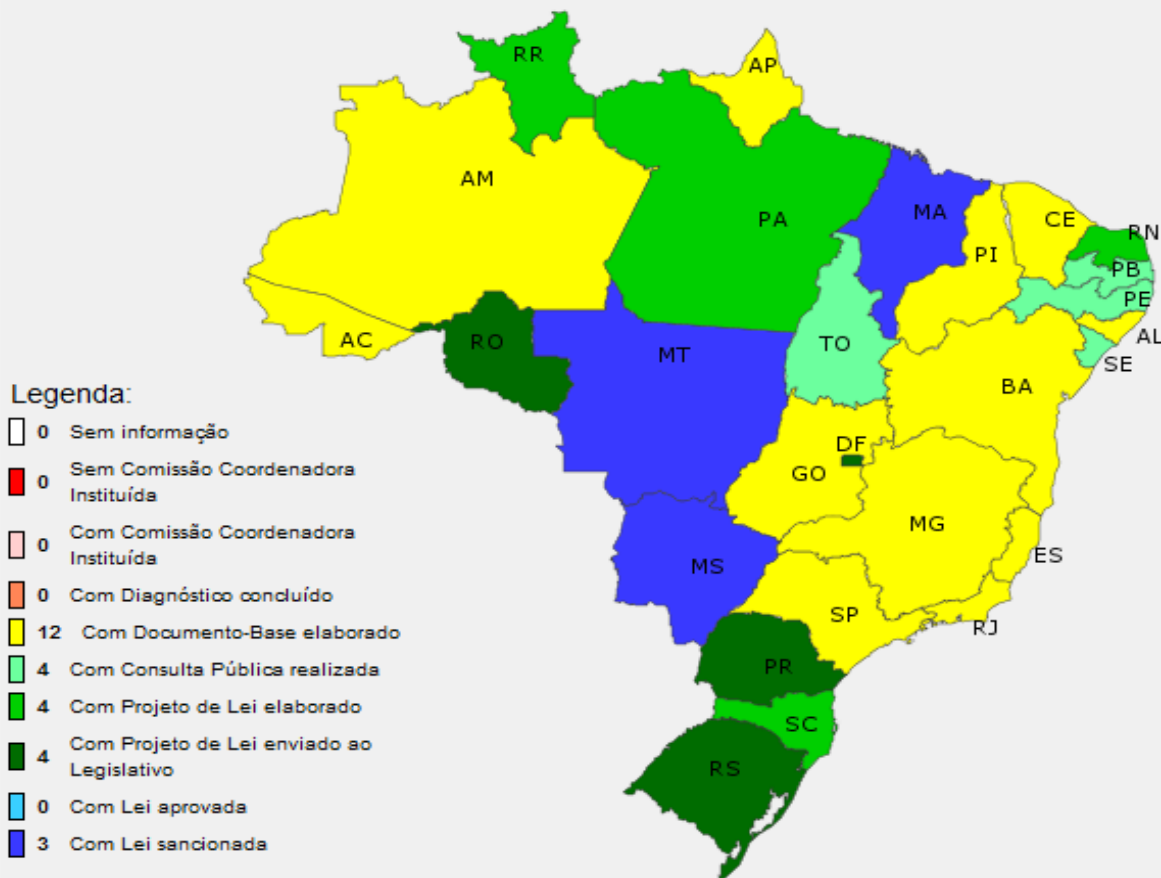 RR
AP
AM
PA
MA
CE
RN
PI
PB
PE
AC
RO
MT
TO
AL
SE
BA
DF
GO
MG
ES
MS
SP
RJ
PR
SC
RS
Legenda:
0 Sem informação
0 Sem Comissão Coordenadora
Instituída
0 Com Comissão Coordenadora
Instituída
0 Com Diagnóstico concluído
12 Com Documento-Base elaborado
4 Com Consulta Pública realizada
4 Com Projeto de Lei elaborado
4 Com Projeto de Lei enviado ao
Legislativo
0 Com Lei aprovada
3 Com Lei sancionada